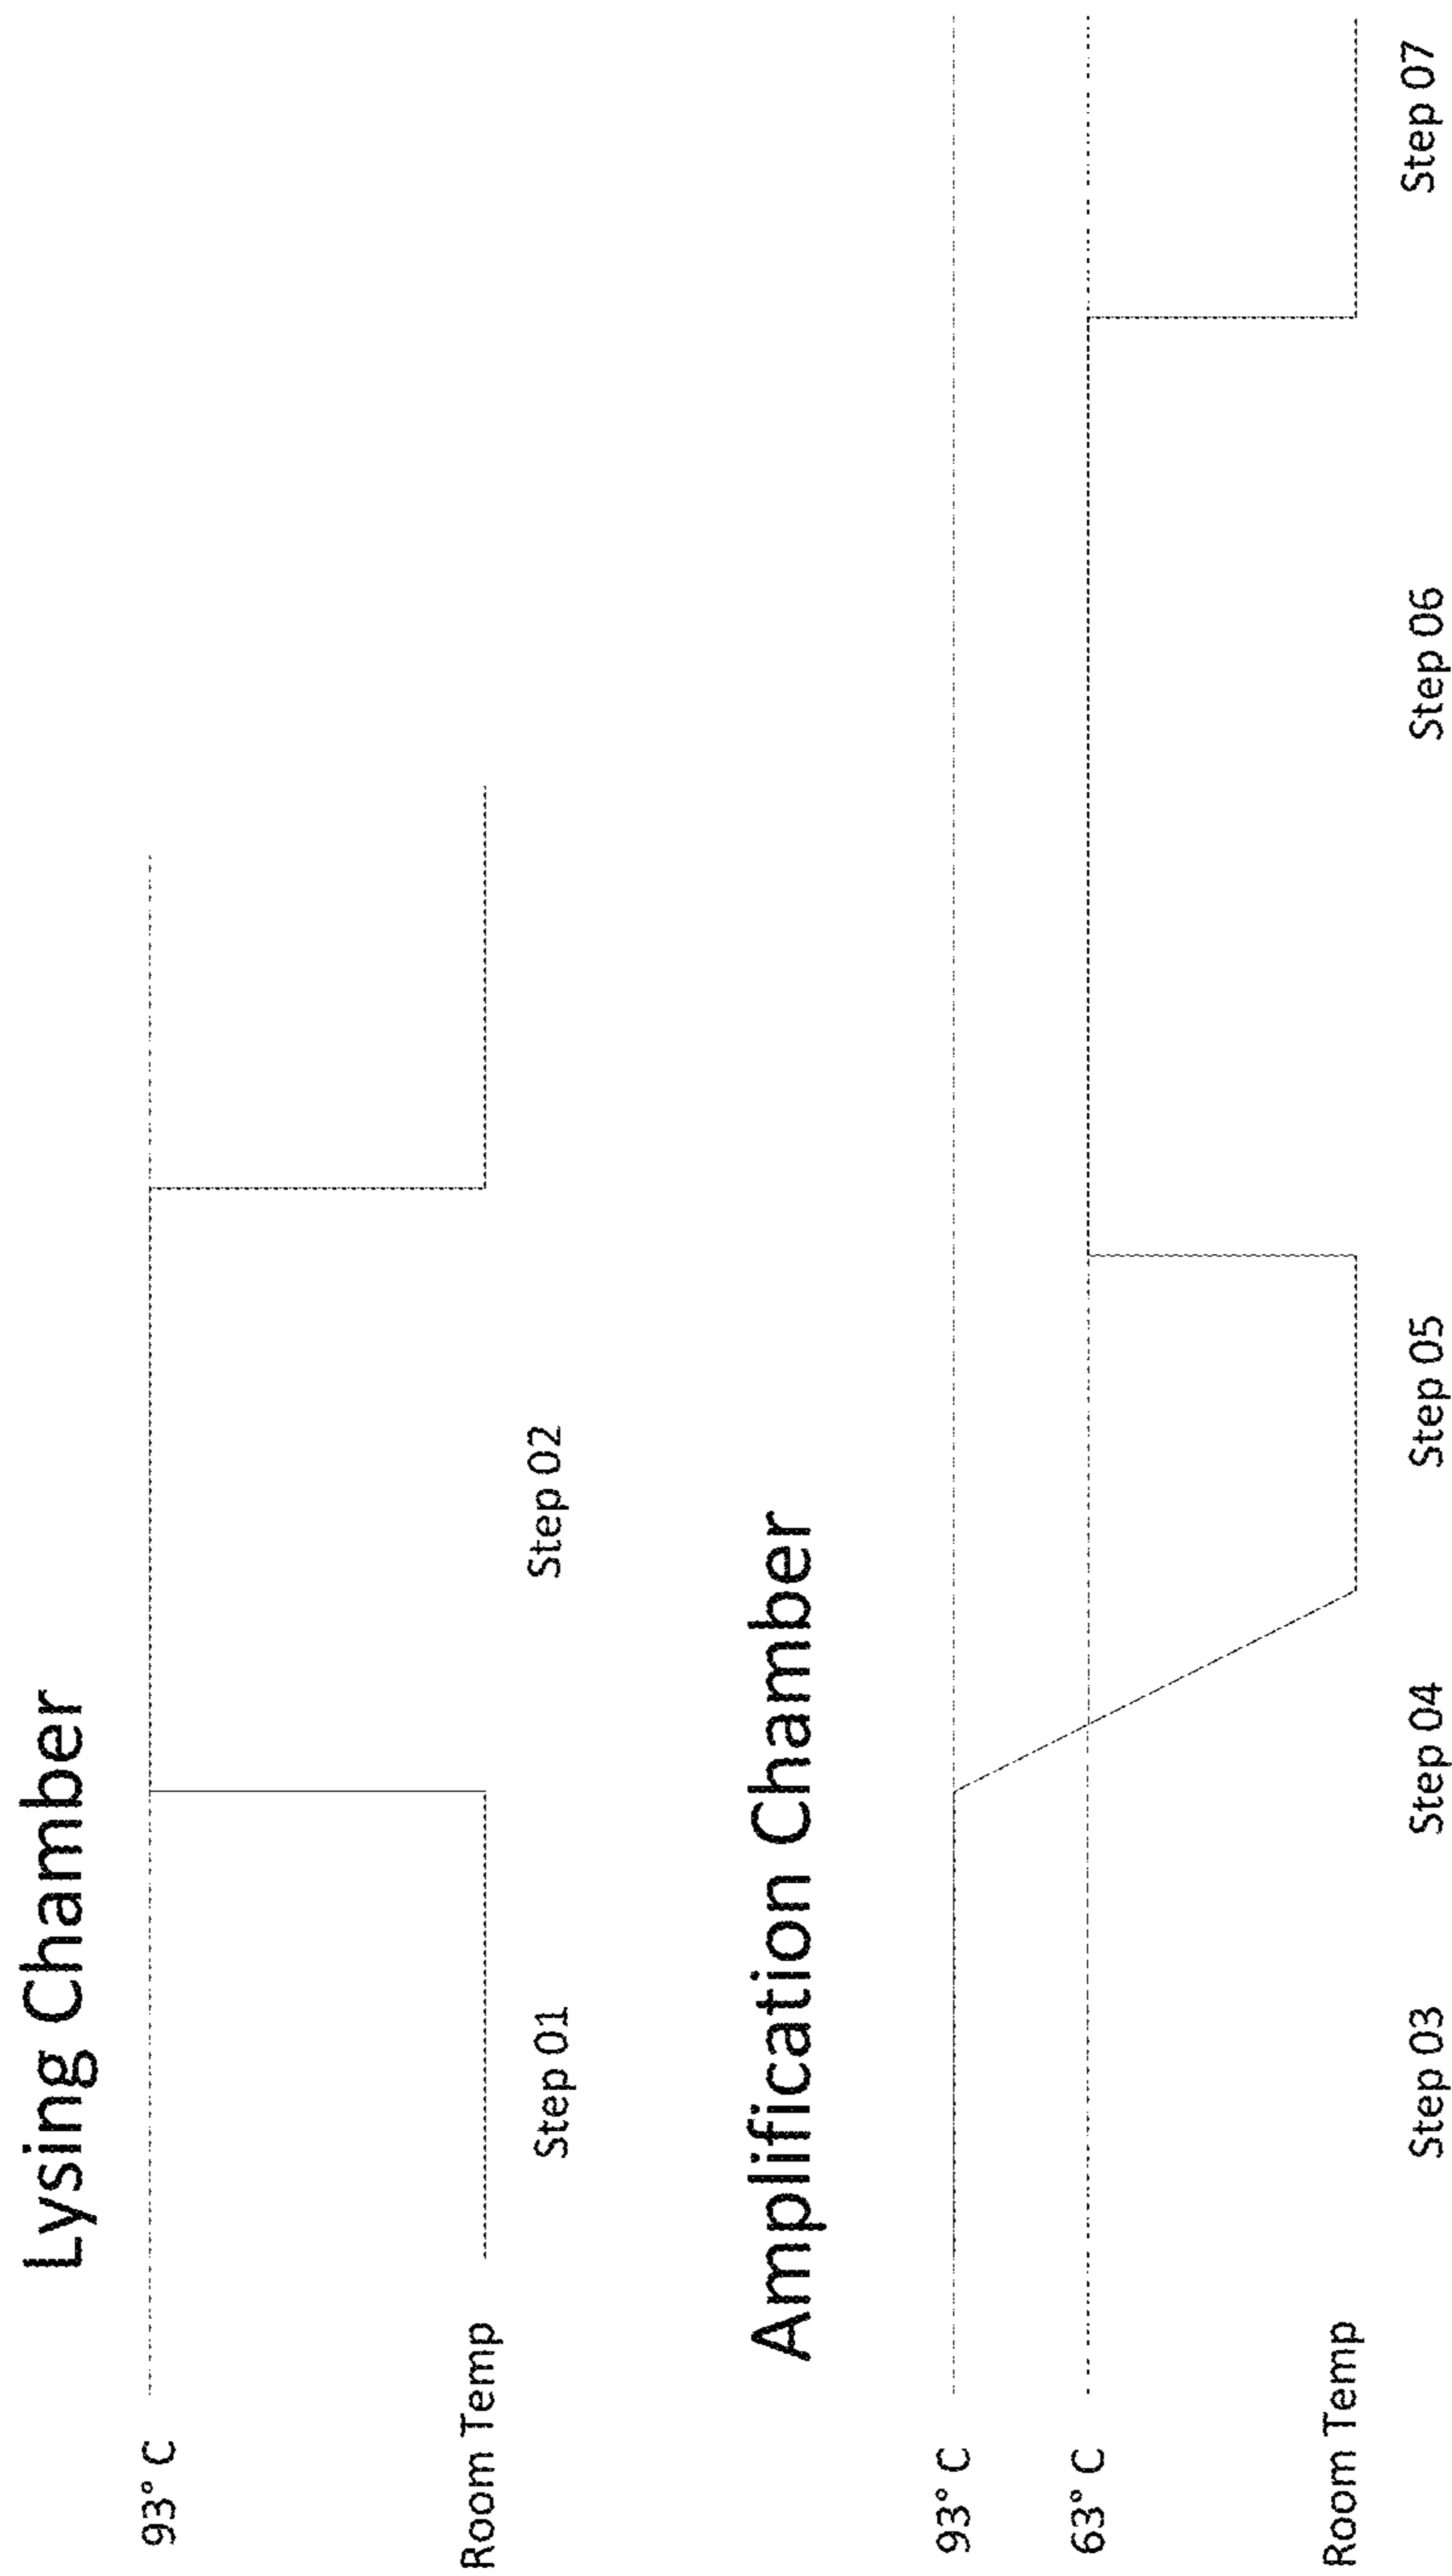 Lysing Chamber
93° C
Room Temp
Step 01
Step 02
Amplification Chamber
93° C
63° C
Room Temp
Step 03
Step 04
Step 05
Step 06
Step 07